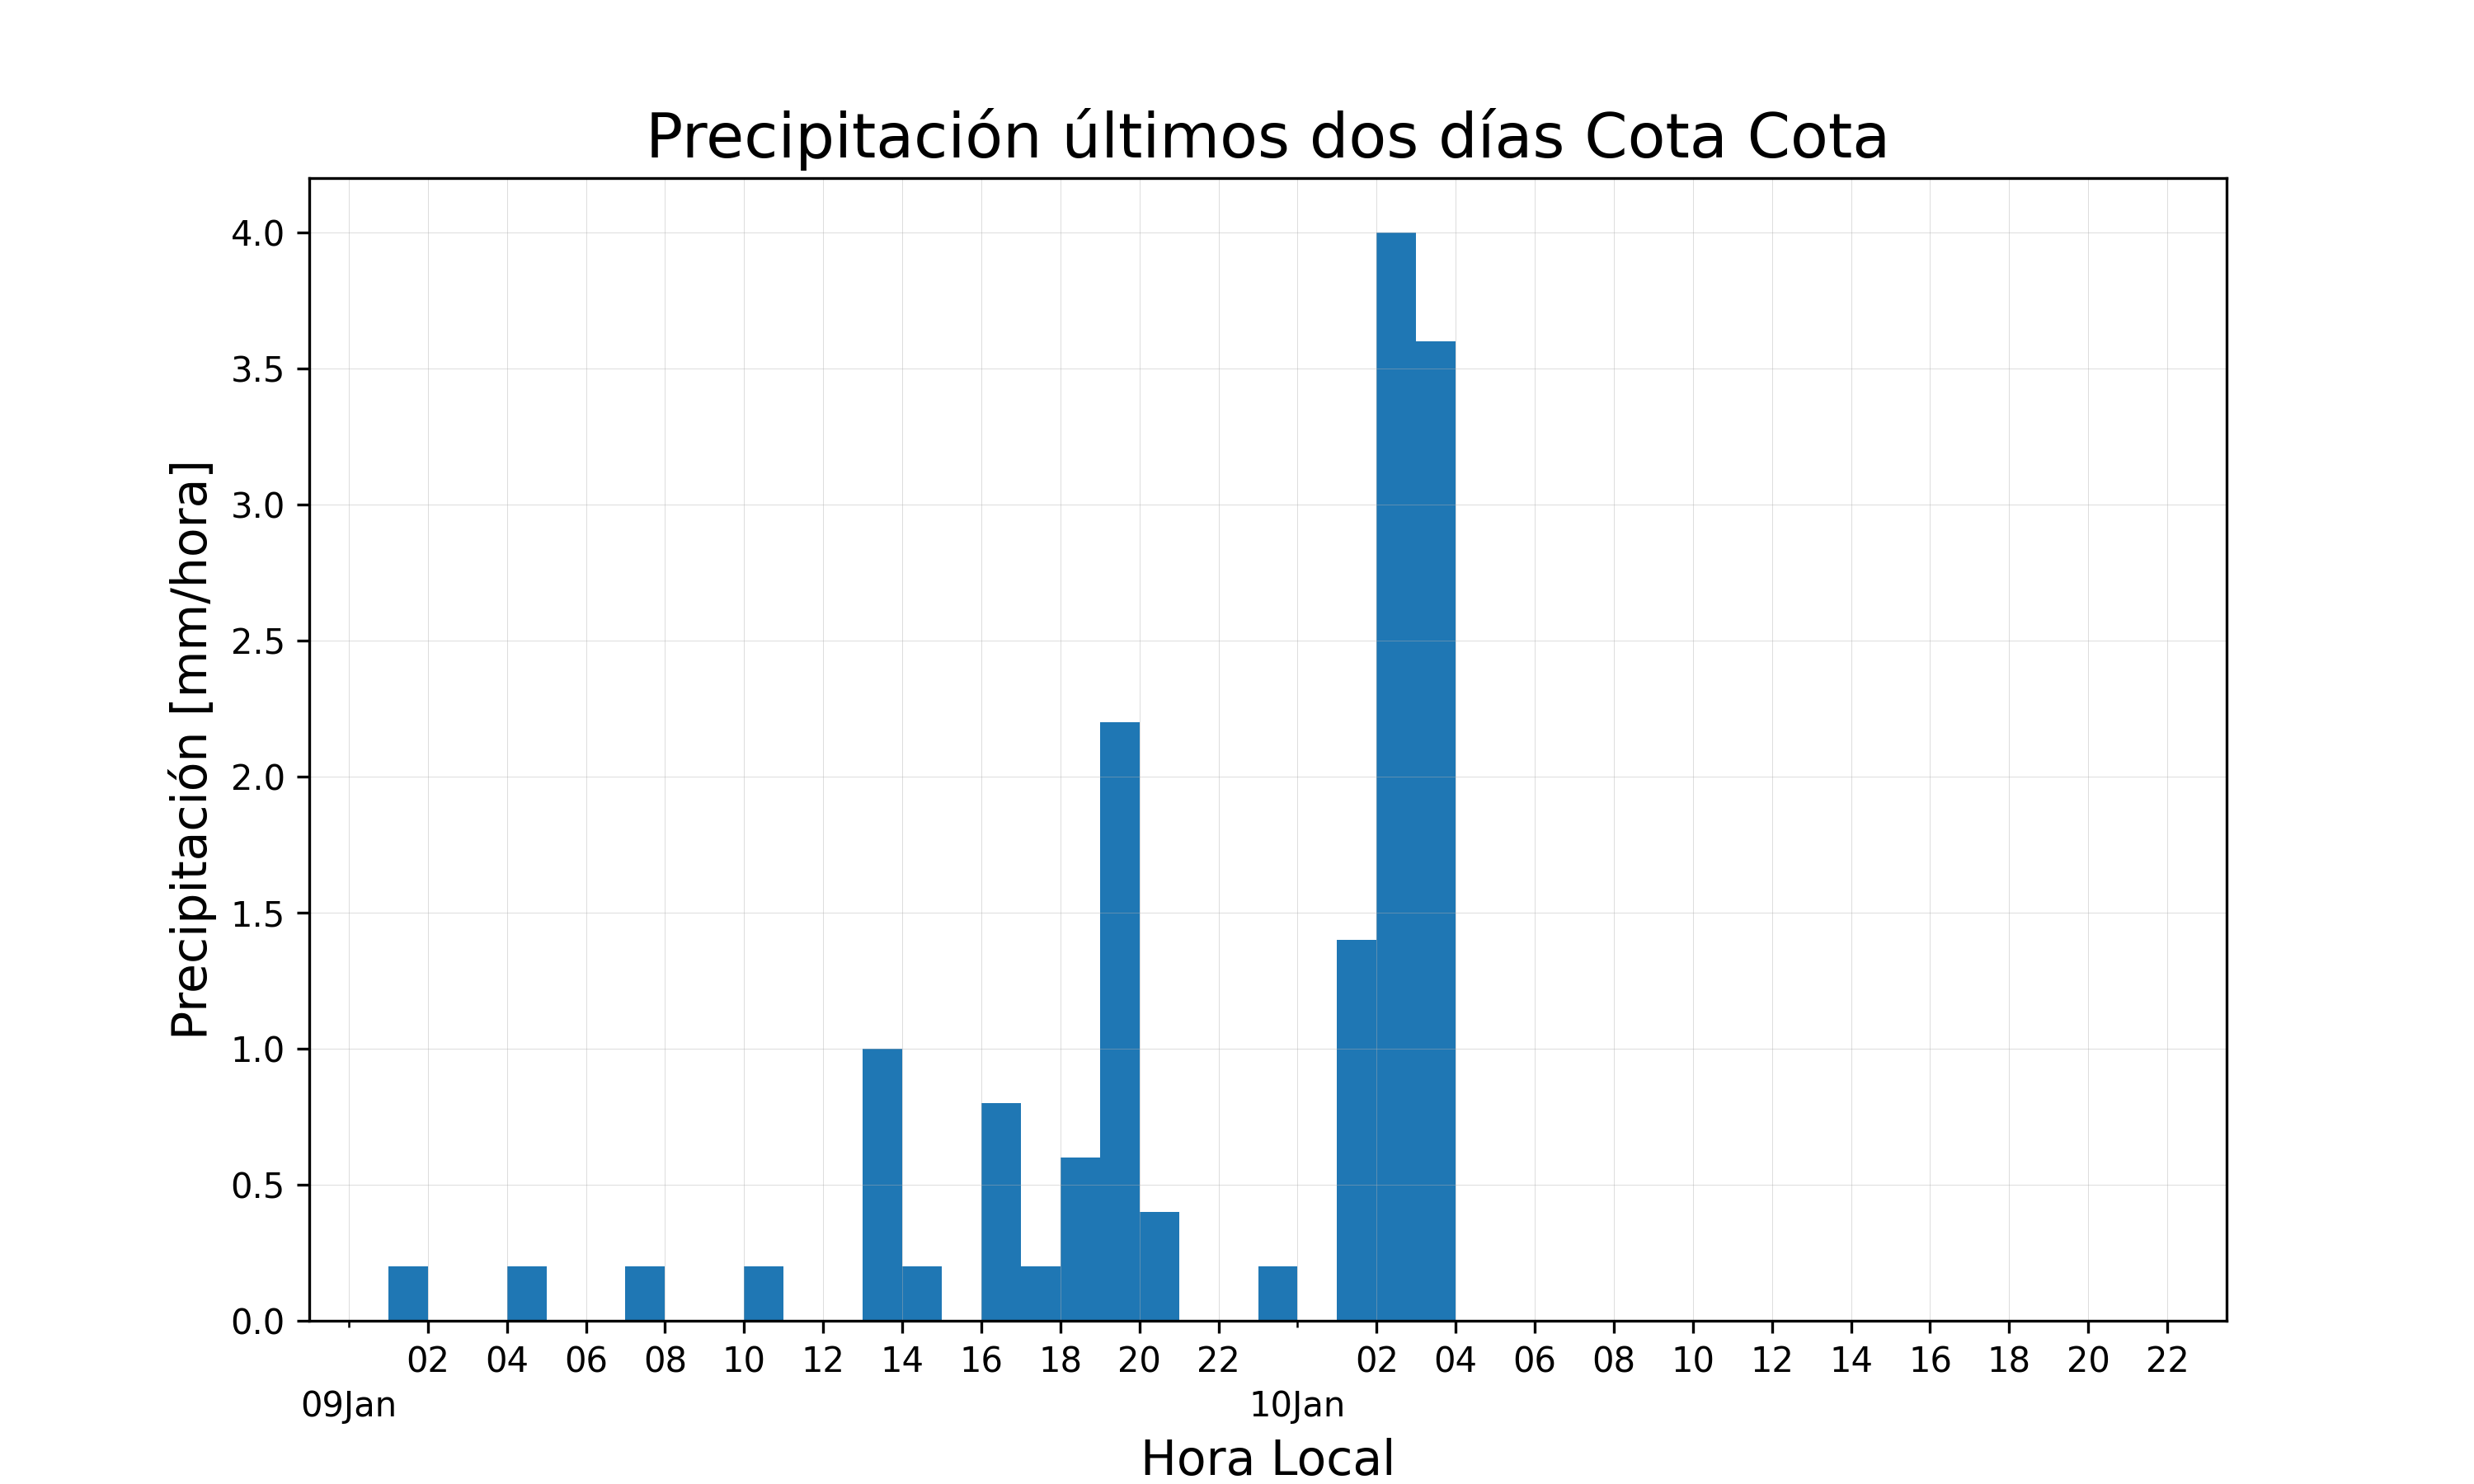 Precipitación últimos dos días Cota Cota
Precipitación [mm/hora]
4.0
3.5
3.0
2.5
2.0
1.5
1.0
0.5
0.0
02 04 06 08 10 12 14 16 18 20 22 02 04 06 08 10 12 14 16 18 20 22
09Jan 10Jan
Hora Local